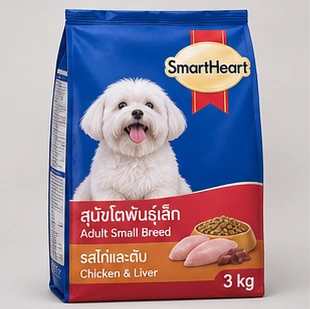 SmartHeart
สุนัขโตพันธุ์เล็ก
Adult Small Breed
รสไก่และตับ
Chicken & Liver
3 kg